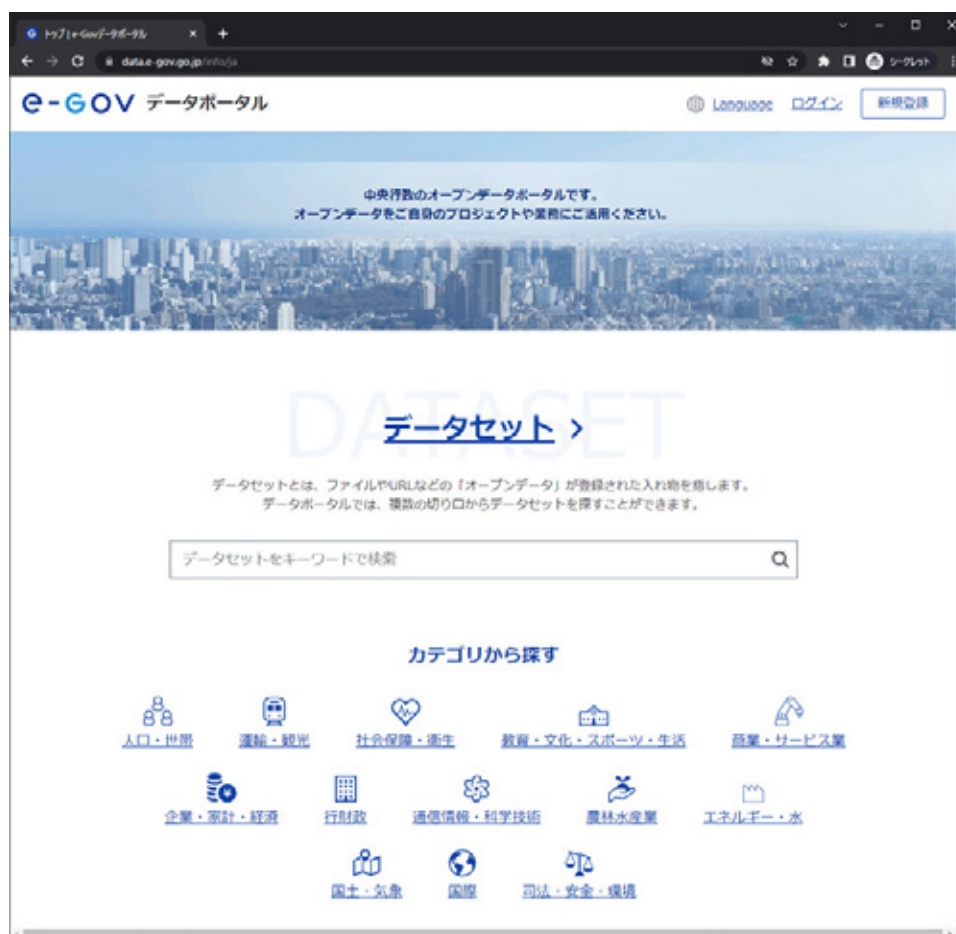 トップ | e-Govデータポータル
data.e-gov.go.jp/info/ja
シークレット
e-GOV データポータル
Language ログイン 新規登録
中央行政のオープンデータポータルです。
オープンデータをご自身のプロジェクトや業務にご活用ください。
DATASET
データセット >
データセットとは、ファイルやURLなどの「オープンデータ」が登録された入れ物を指します。
データポータルでは、複数の切り口からデータセットを探すことができます。
データセットをキーワードで検索
カテゴリから探す
人口・世帯 運輸・観光 社会保障・衛生 教育・文化・スポーツ・生活 商業・サービス業
企業・家計・経済 行財政 通信情報・科学技術 農林水産業 エネルギー・水
国土・気象 国際 司法・安全・環境